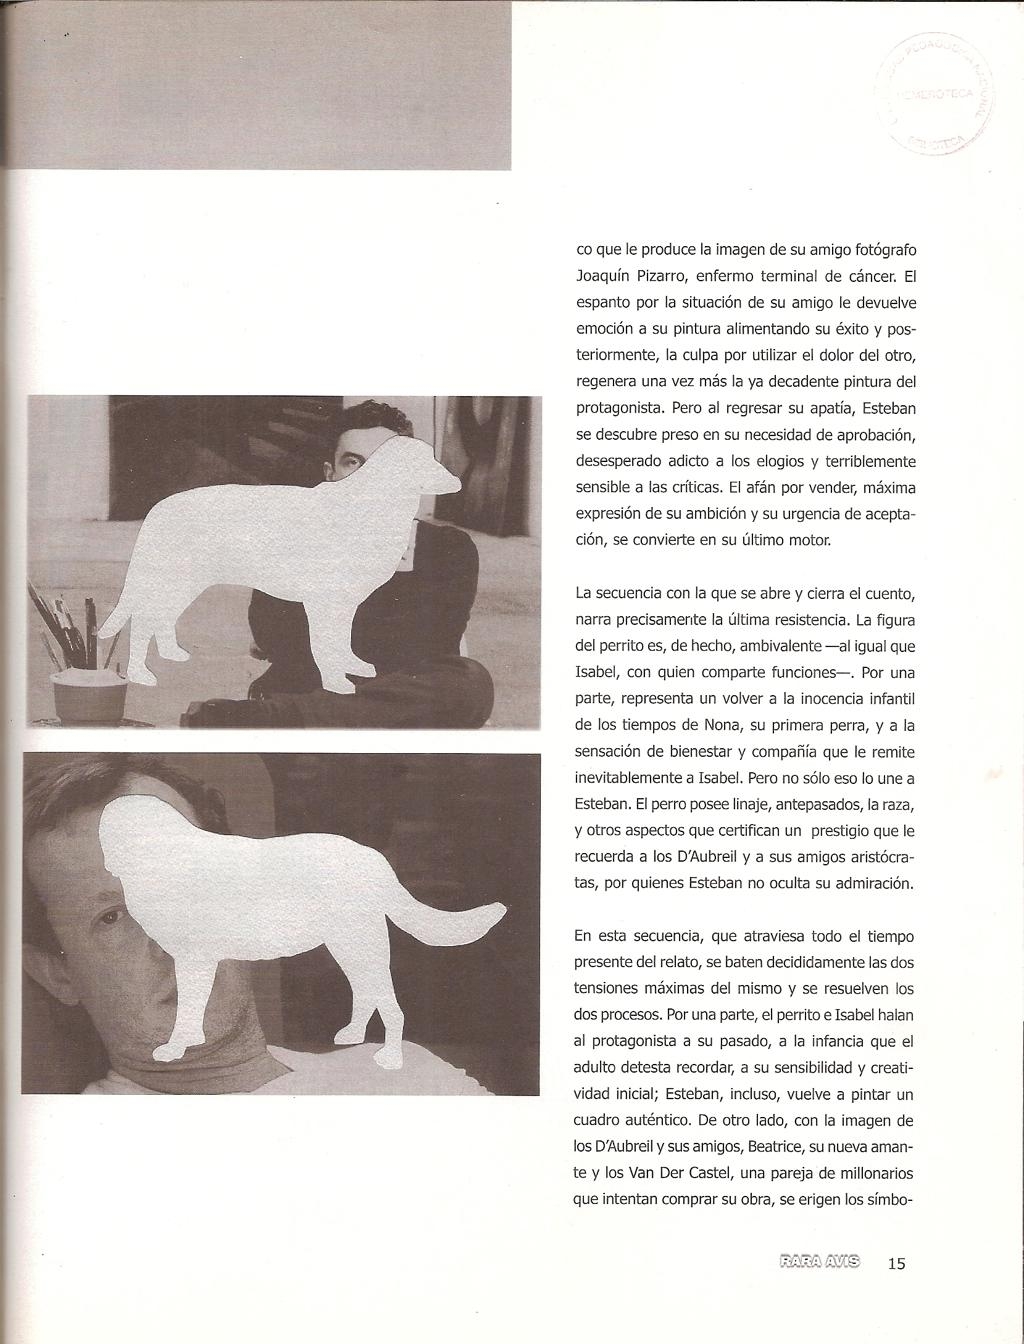 PEDAGOGICA NACIONAL
HEMEROTECA
BIBLIOTECA
co que le produce la imagen de su amigo fotógrafo
Joaquín Pizarro, enfermo terminal de cáncer. El
espanto por la situación de su amigo le devuelve
emoción a su pintura alimentando su éxito y pos-
teriormente, la culpa por utilizar el dolor del otro,
regenera una vez más la ya decadente pintura del
protagonista. Pero al regresar su apatía, Esteban
se descubre preso en su necesidad de aprobación,
desesperado adicto a los elogios y terriblemente
sensible a las críticas. El afán por vender, máxima
expresión de su ambición y su urgencia de acepta-
ción, se convierte en su último motor.
La secuencia con la que se abre y cierra el cuento,
narra precisamente la última resistencia. La figura
del perrito es, de hecho, ambivalente —al igual que
Isabel, con quien comparte funciones—. Por una
parte, representa un volver a la inocencia infantil
de los tiempos de Nona, su primera perra, y a la
sensación de bienestar y compañía que le remite
inevitablemente a Isabel. Pero no sólo eso lo une a
Esteban. El perro posee linaje, antepasados, la raza,
y otros aspectos que certifican un prestigio que le
recuerda a los D'Aubreil y a sus amigos aristócra-
tas, por quienes Esteban no oculta su admiración.
En esta secuencia, que atraviesa todo el tiempo
presente del relato, se baten decididamente las dos
tensiones máximas del mismo y se resuelven los
dos procesos. Por una parte, el perrito e Isabel halan
al protagonista a su pasado, a la infancia que el
adulto detesta recordar, a su sensibilidad y creati-
vidad inicial; Esteban, incluso, vuelve a pintar un
cuadro auténtico. De otro lado, con la imagen de
los D'Aubreil y sus amigos, Beatrice, su nueva aman-
te y los Van Der Castel, una pareja de millonarios
que intentan comprar su obra, se erigen los símbo-
RARA AVIS 15